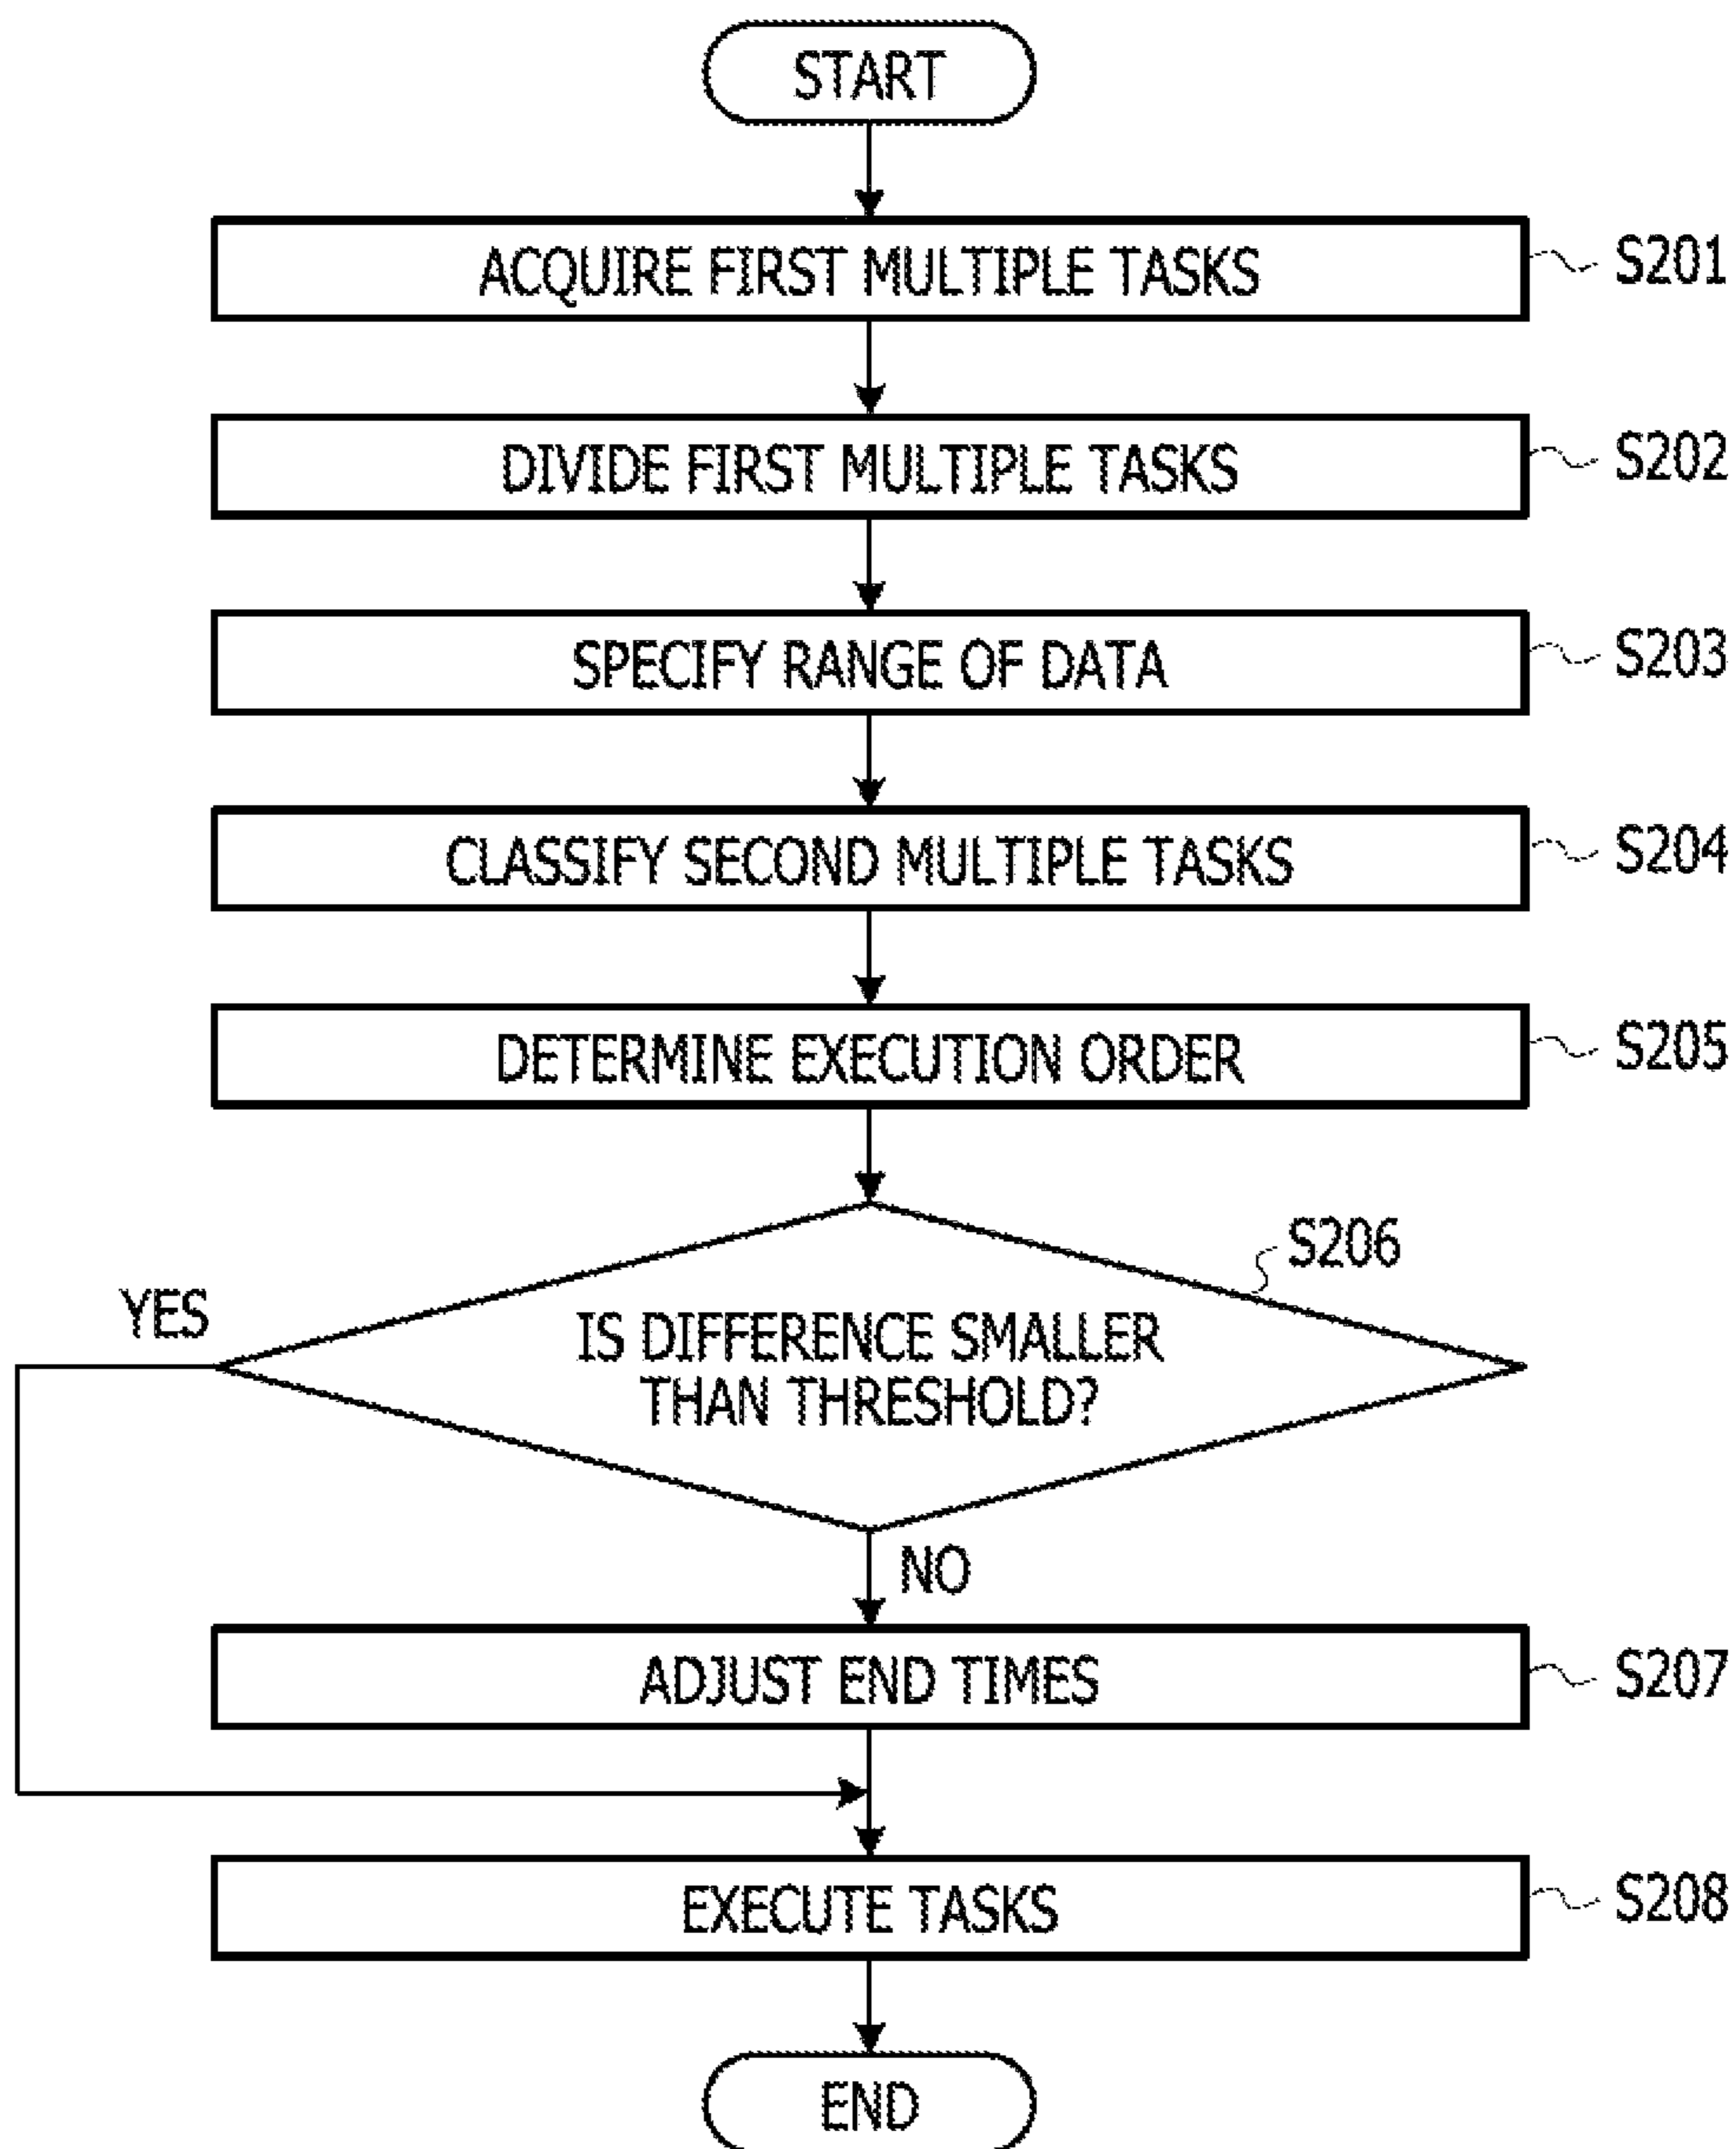 START
ACQUIRE FIRST MULTIPLE TASKS
S201
DIVIDE FIRST MULTIPLE TASKS
S202
SPECIFY RANGE OF DATA
S203
CLASSIFY SECOND MULTIPLE TASKS
S204
DETERMINE EXECUTION ORDER
S205
S206
YES
IS DIFFERENCE SMALLER
THAN THRESHOLD?
NO
ADJUST END TIMES
S207
EXECUTE TASKS
S208
END